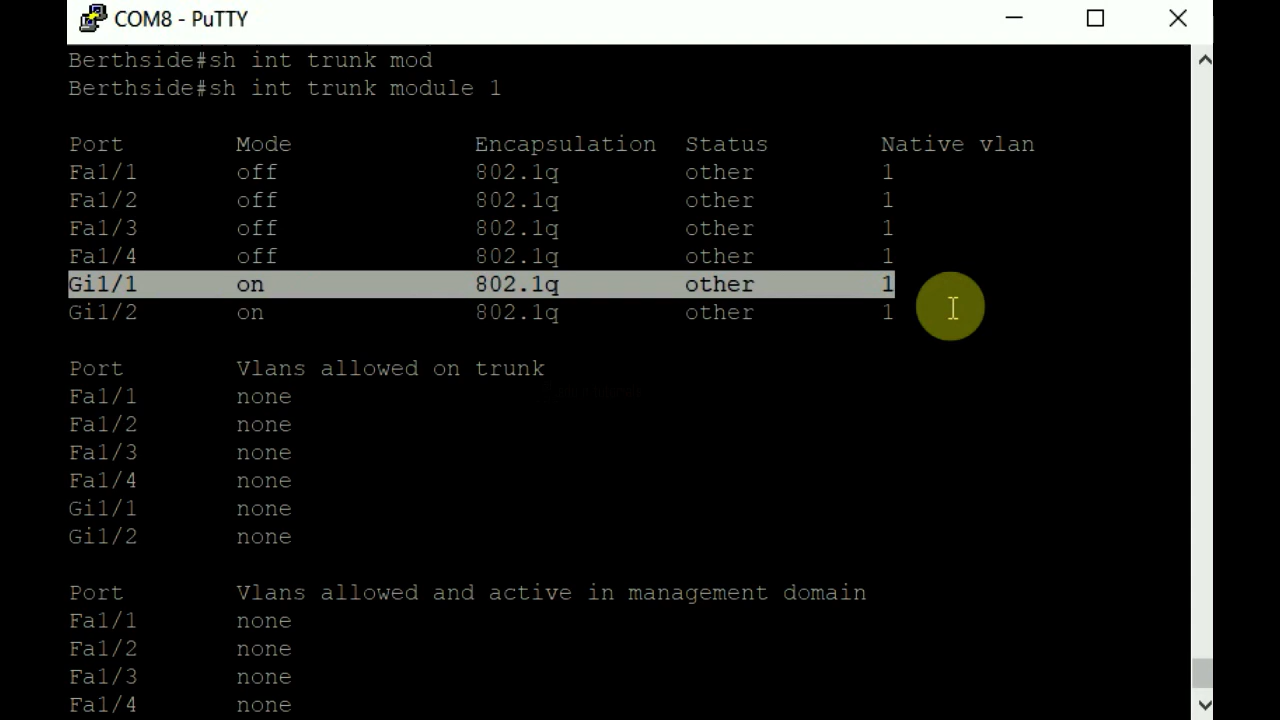 COM8 - PuTTY
Berthside#sh int trunk mod
Berthside#sh int trunk module 1
Port Mode Encapsulation Status Native vlan
Fa1/1 off 802.1q other 1
Fa1/2 off 802.1q other 1
Fa1/3 off 802.1q other 1
Fa1/4 off 802.1q other 1
Gi1/1 on 802.1q other 1
Gi1/2 on 802.1q other 1
Port Vlans allowed on trunk
Fa1/1 none
Fa1/2 none
Fa1/3 none
Fa1/4 none
Gi1/1 none
Gi1/2 none
Port Vlans allowed and active in management domain
Fa1/1 none
Fa1/2 none
Fa1/3 none
Fa1/4 none